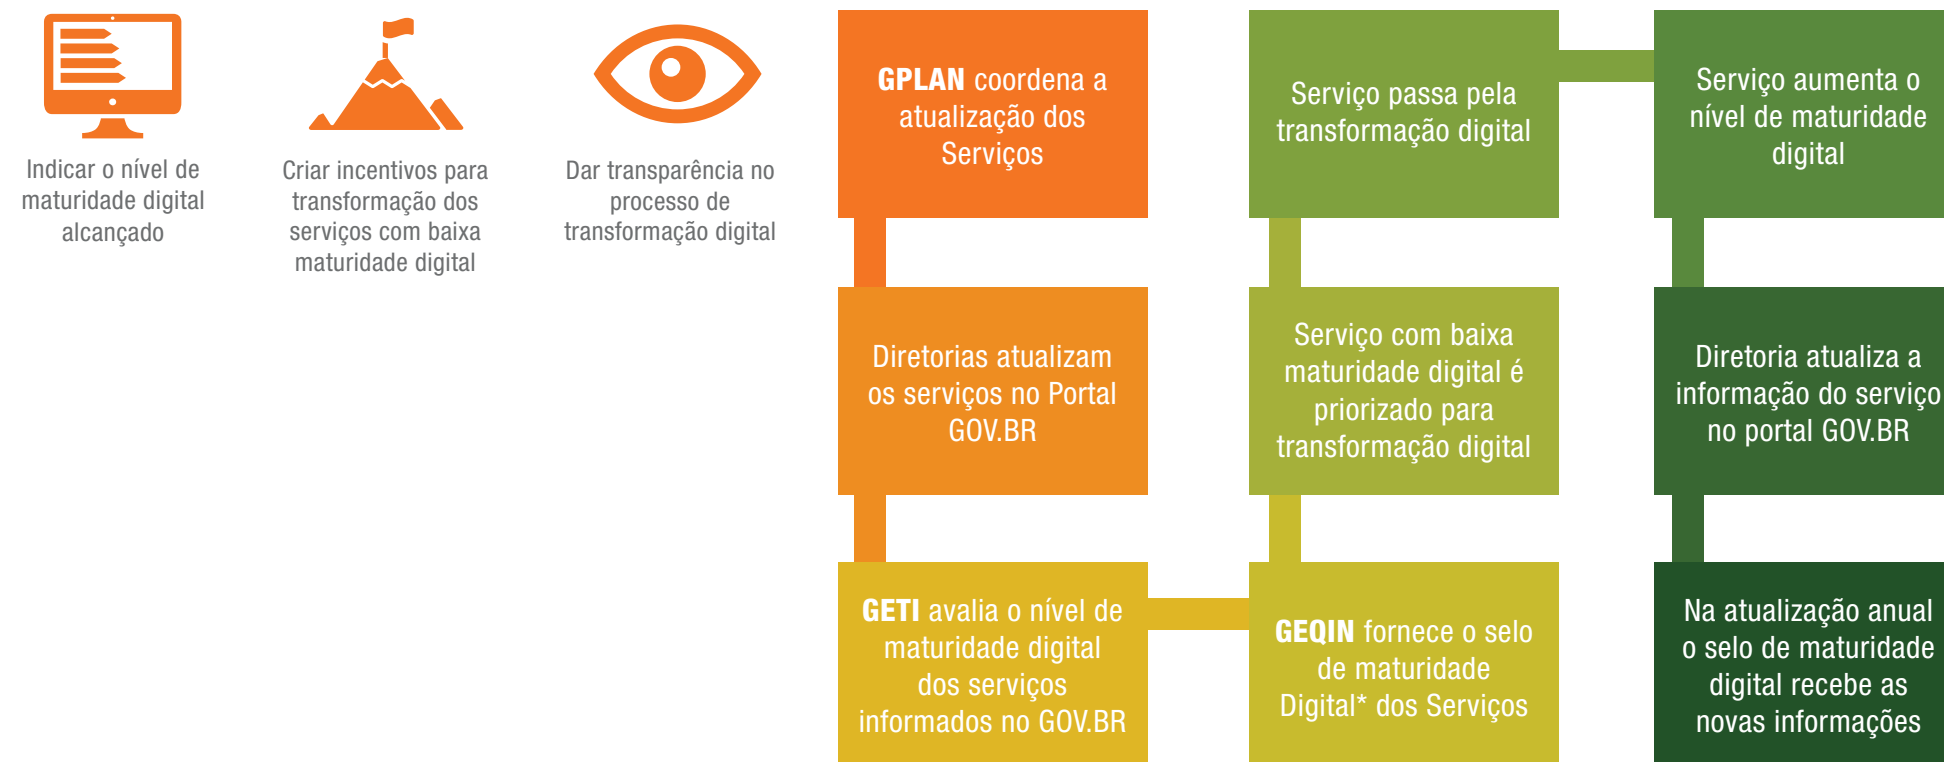 Indicar o nível de
maturidade digital
alcançado
Criar incentivos para
transformação dos
serviços com baixa
maturidade digital
Dar transparência no
processo de
transformação digital
GPLAN coordena a
atualização dos
Serviços
Diretorias atualizam
os serviços no Portal
GOV.BR
GETI avalia o nível de
maturidade digital
dos serviços
informados no GOV.BR
GEQIN fornece o selo
de maturidade
Digital* dos Serviços
Serviço com baixa
maturidade digital é
priorizado para
transformação digital
Serviço passa pela
transformação digital
Serviço aumenta o
nível de maturidade
digital
Diretoria atualiza a
informação do serviço
no portal GOV.BR
Na atualização anual
o selo de maturidade
digital recebe as
novas informações